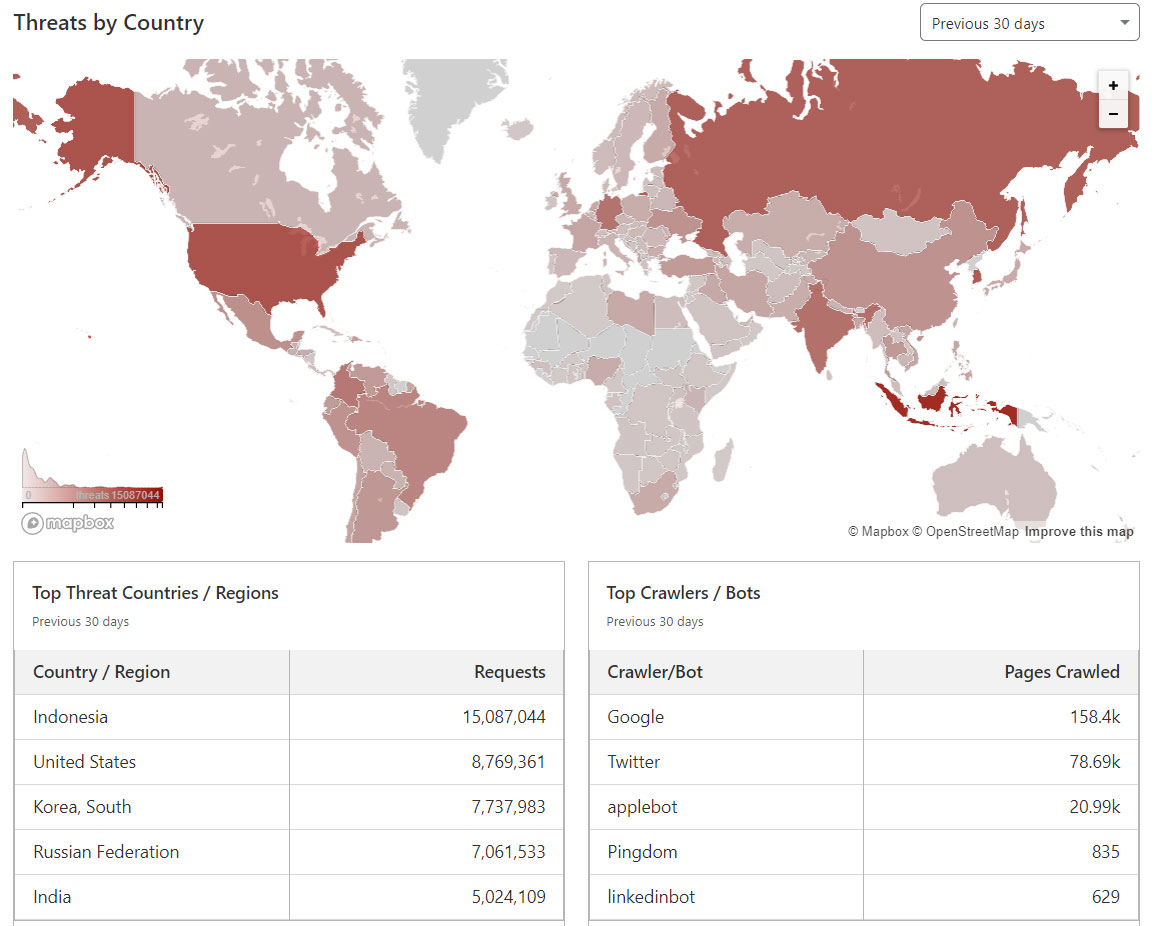 Threats by Country
Previous 30 days
+
−
0 threats 15087044
mapbox
© Mapbox © OpenStreetMap Improve this map
Top Threat Countries / Regions
Previous 30 days
Country / Region Requests
Indonesia 15,087,044
United States 8,769,361
Korea, South 7,737,983
Russian Federation 7,061,533
India 5,024,109
Top Crawlers / Bots
Previous 30 days
Crawler/Bot Pages Crawled
Google 158.4k
Twitter 78.69k
applebot 20.99k
Pingdom 835
linkedinbot 629